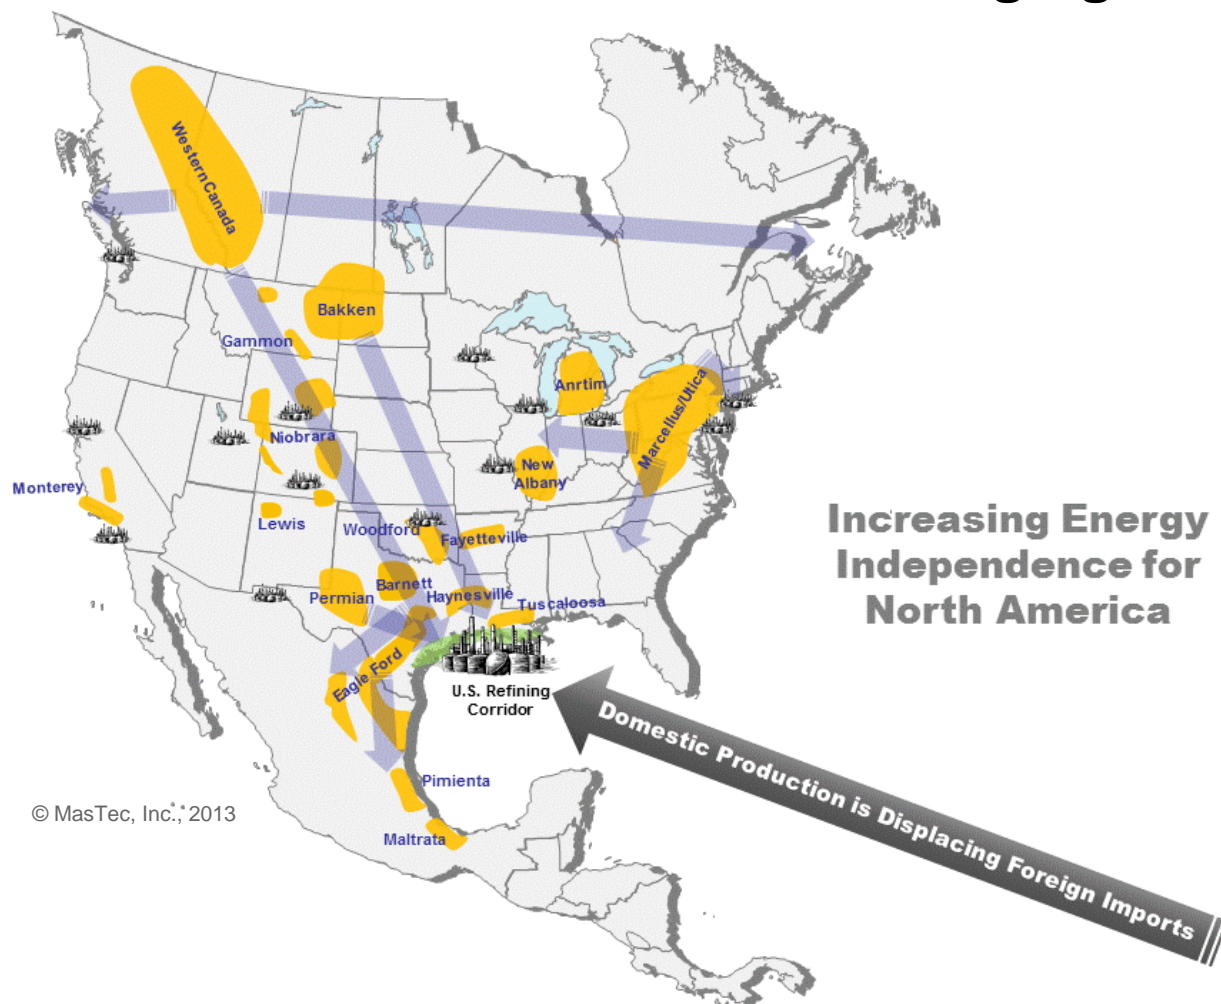 Western Canada
Bakken
Gammon
Anrtim
Marcellus/Utica
Niobrara
New
Albany
Monterey
Lewis
Woodford
Fayetteville
Increasing Energy
Independence for
North America
Barnett
Permian
Haynesville
Tuscaloosa
Eagle Ford
U.S. Refining
Corridor
Domestic Production is Displacing Foreign Imports
Pimienta
© MasTec, Inc., 2013
Maltrata